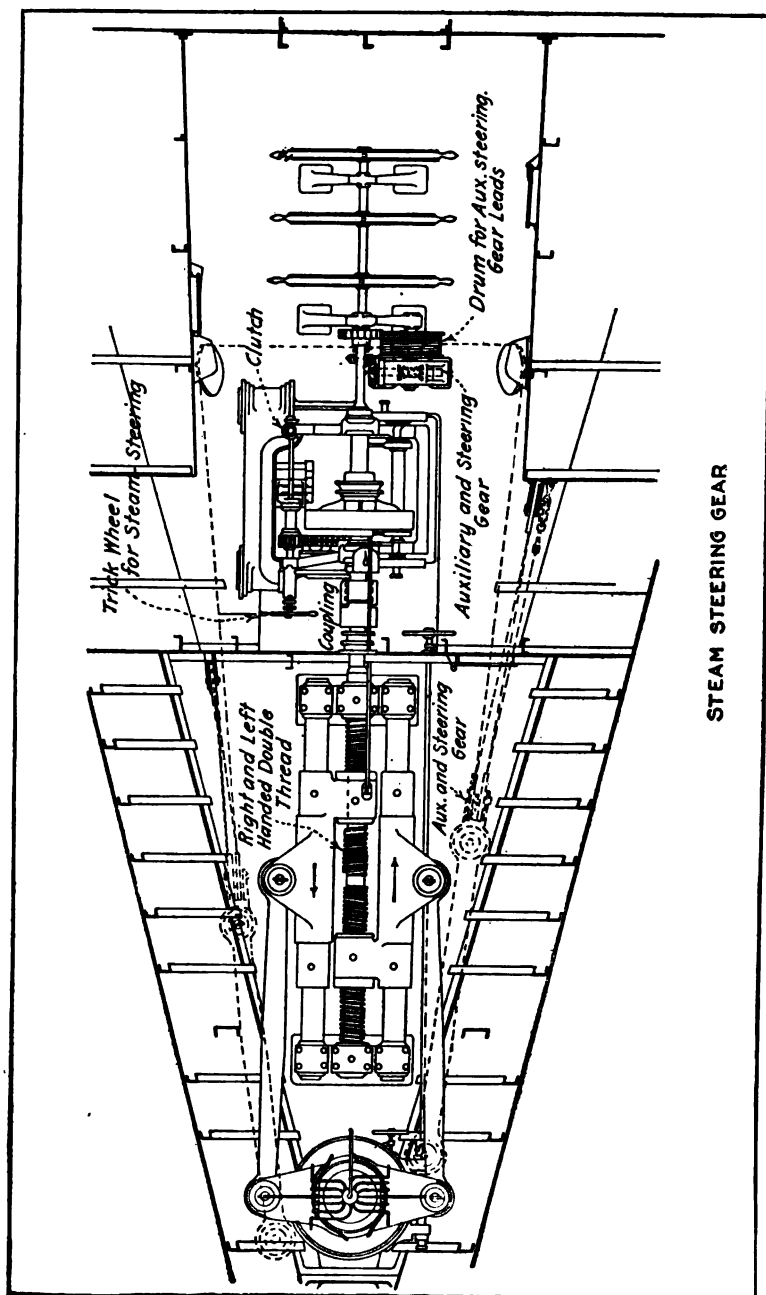 Trick Wheel
for Steam Steering
Clutch
Drum for Aux. steering.
Gear Leads
Coupling
Auxiliary and Steering
Gear
Right and Left
Handed Double
Thread
Aux. and Steering
Gear
STEAM STEERING GEAR